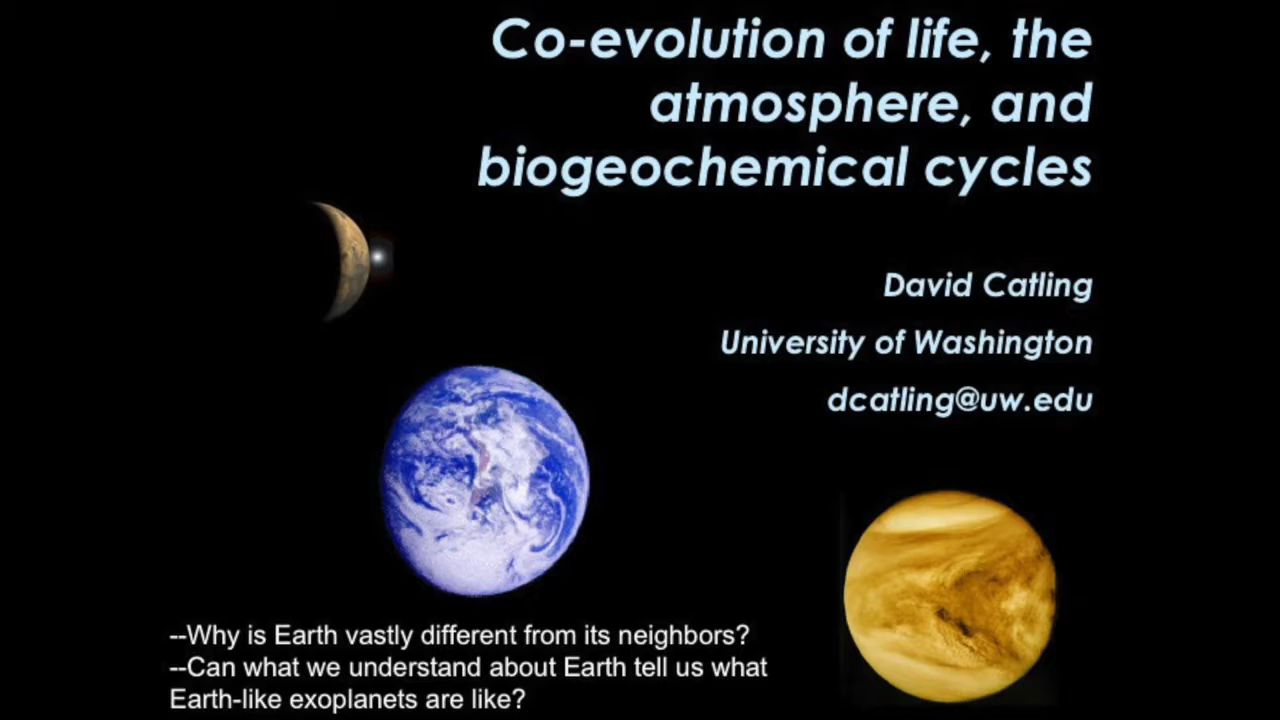 Co-evolution of life, the
atmosphere, and
biogeochemical cycles
David Catling
University of Washington
dcatling@uw.edu
--Why is Earth vastly different from its neighbors?
--Can what we understand about Earth tell us what
Earth-like exoplanets are like?